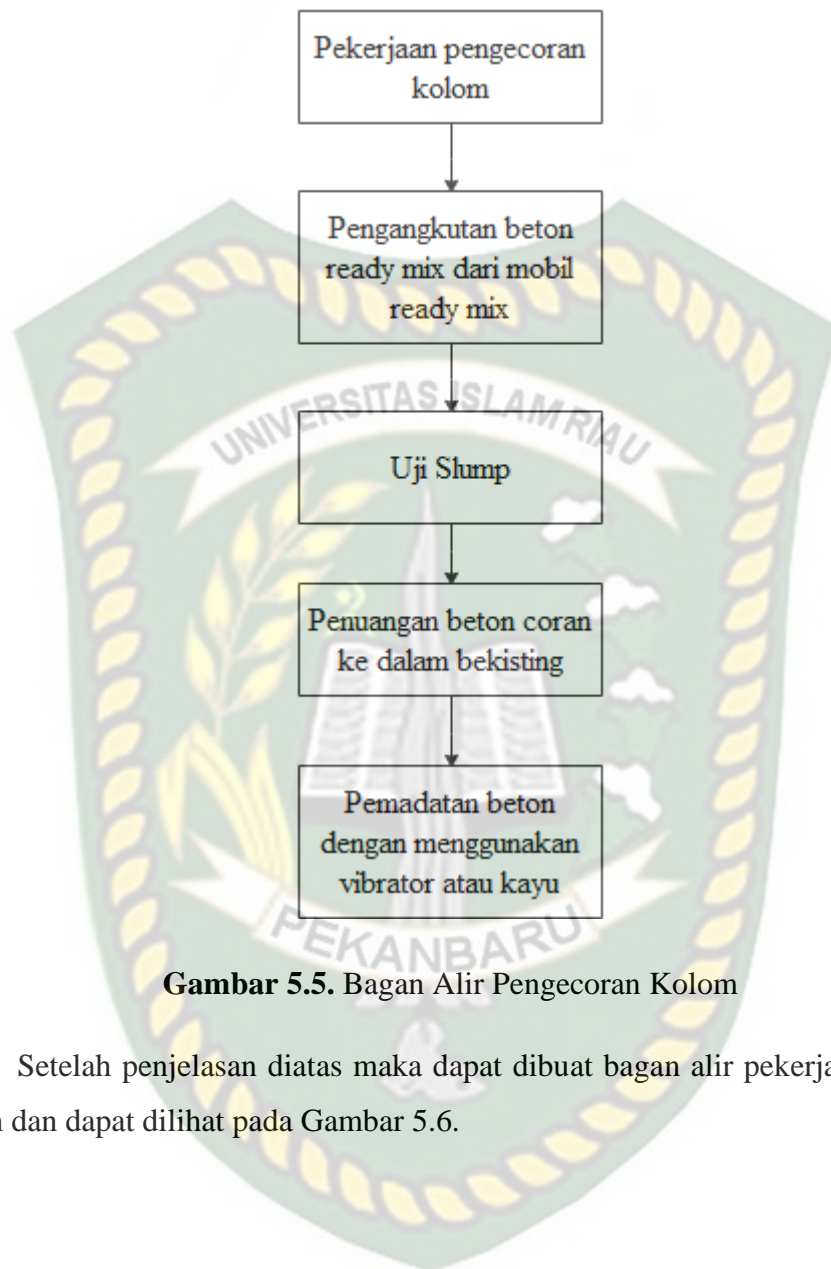 Pekerjaan pengecoran
kolom
Pengangkutan beton
ready mix dari mobil
ready mix
UNIVERSITAS ISLAM RIAU
Uji Slump
Penuangan beton coran
ke dalam bekisting
Pemadatan beton
dengan menggunakan
vibrator atau kayu
PEKANBARU
Gambar 5.5. Bagan Alir Pengecoran Kolom
Setelah penjelasan diatas maka dapat dibuat bagan alir
dan dapat dilihat pada Gambar 5.6.